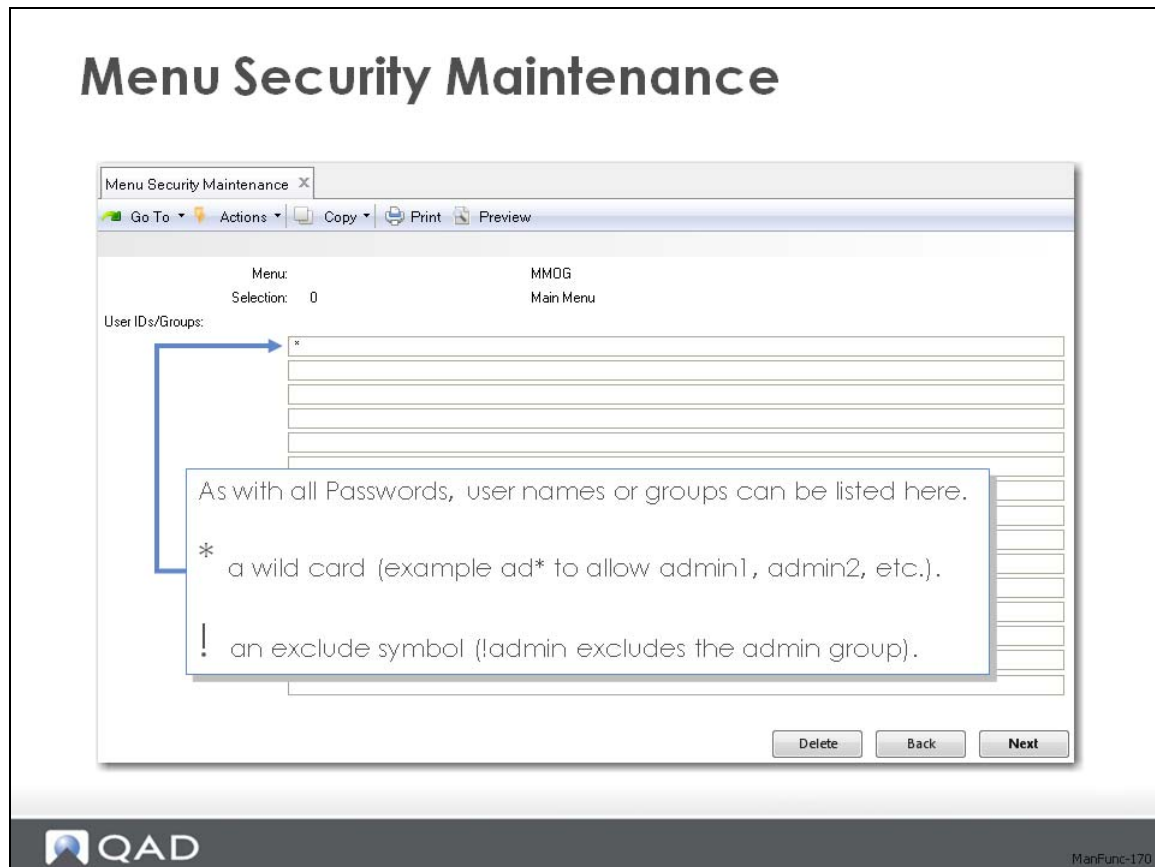 Menu Security Maintenance
Menu Security Maintenance X
Go To Actions Copy Print Preview
Menu: MMOG
Selection: 0 Main Menu
User IDs/Groups:
*
As with all Passwords, user names or groups can be listed here.
* a wild card (example ad* to allow admin1, admin2, etc.).
! an exclude symbol (!admin excludes the admin group).
Delete Back Next
QAD
ManFunc-170